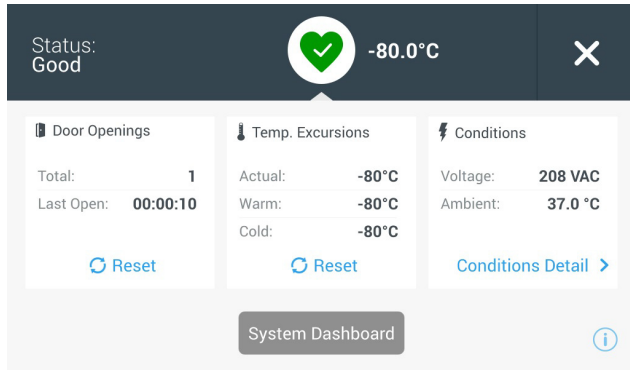 Status:
Good
-80.0°C
Door Openings
Total: 1
Last Open: 00:00:10
Reset
Temp. Excursions
Actual: -80°C
Warm: -80°C
Cold: -80°C
Reset
Conditions
Voltage: 208 VAC
Ambient: 37.0 °C
Conditions Detail
System Dashboard
i